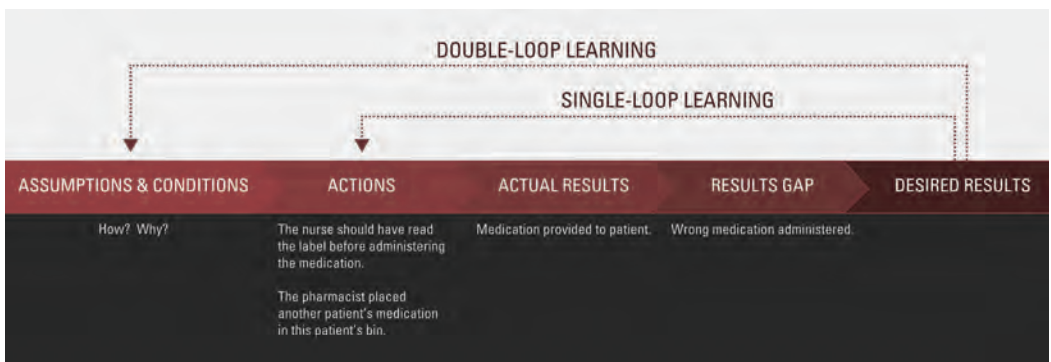 DOUBLE-LOOP LEARNING
SINGLE-LOOP LEARNING
ASSUMPTIONS & CONDITIONS
ACTIONS
ACTUAL RESULTS
RESULTS GAP
DESIRED RESULTS
How? Why?
The nurse should have read
the label before administering
the medication.
The pharmacist placed
another patient's medication
in this patient's bin.
Medication provided to patient.
Wrong medication administered.